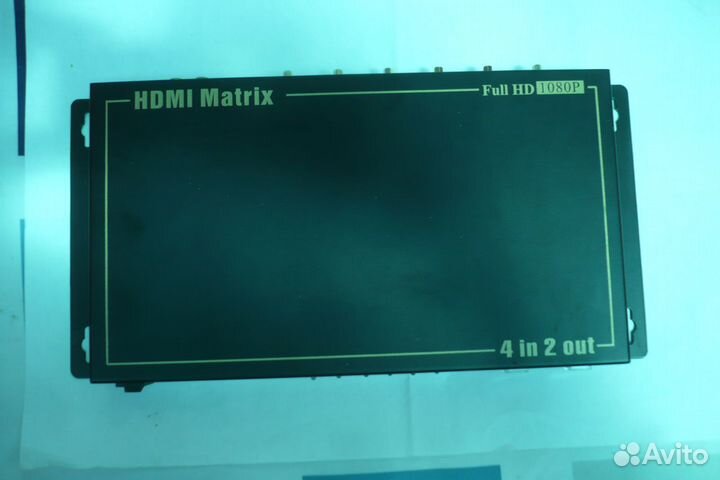 HDMI Matrix
Full HD 1080P
4 in 2 out
Avito